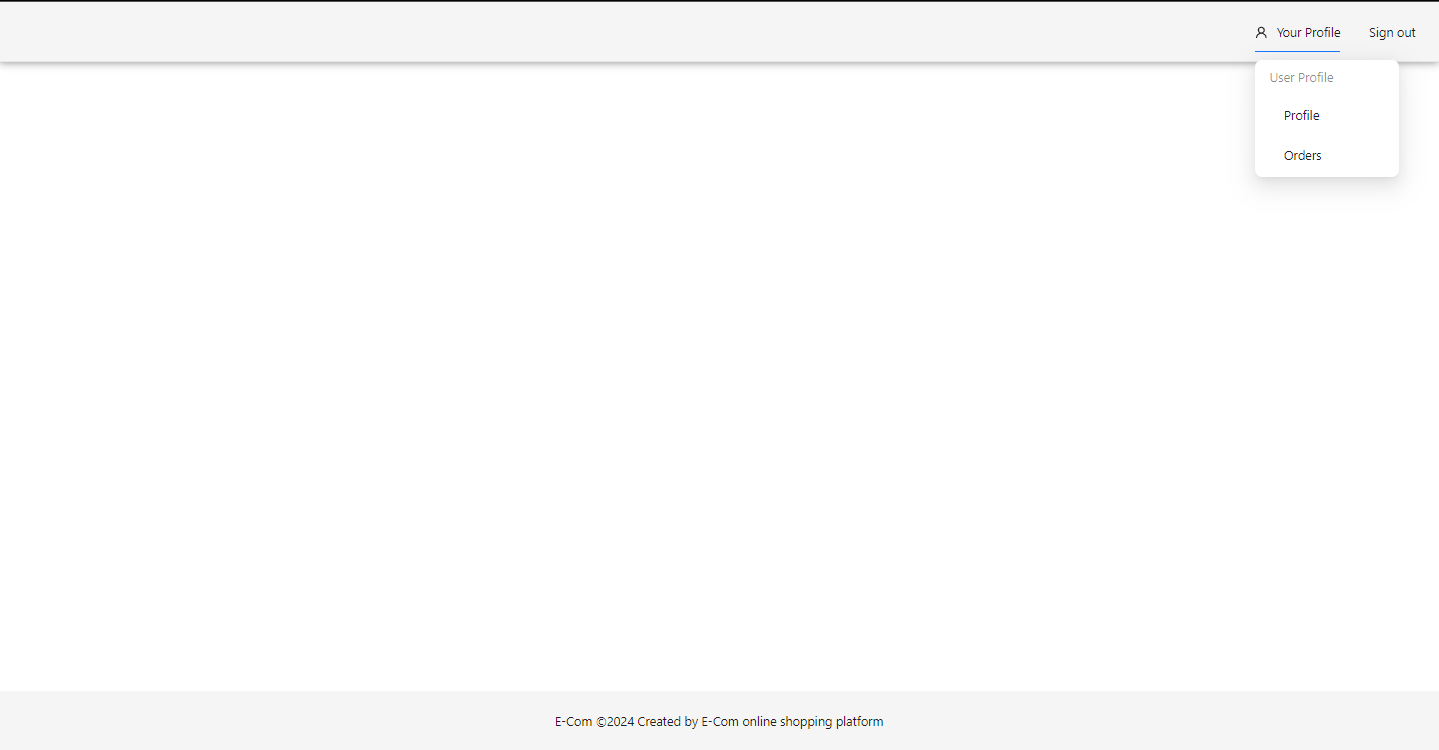 Your Profile Sign out
User Profile
Profile
Orders
E-Com ©2024 Created by E-Com online shopping platform